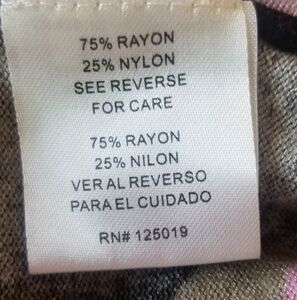 75% RAYON
25% NYLON
SEE REVERSE
FOR CARE
75% RAYON
25% NILON
VER AL REVERSO
PARA EL CUIDADO
RN# 125019